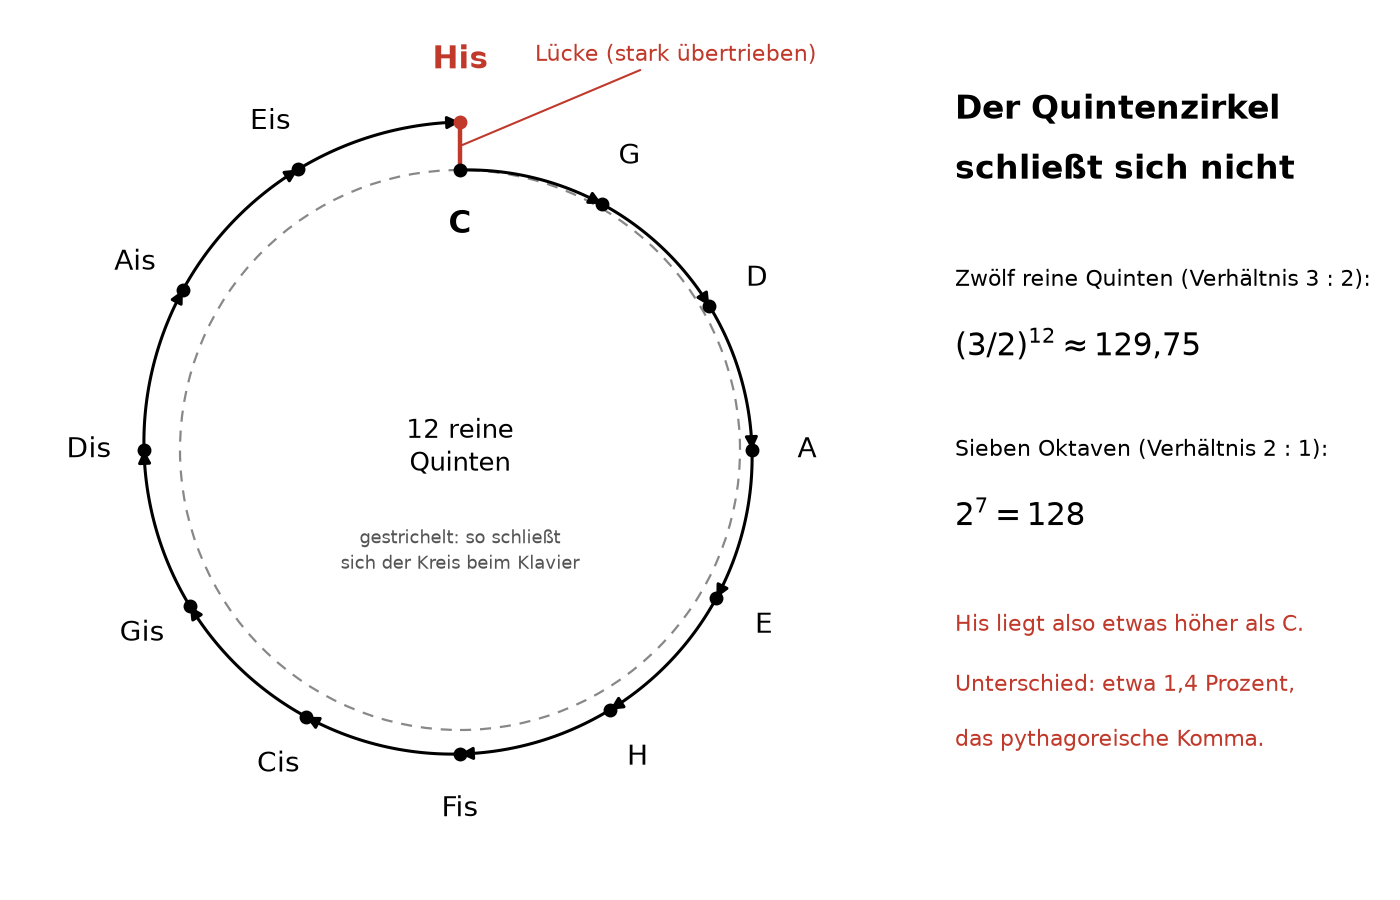 His
Lücke (stark übertrieben)
Eis
G
C
Ais
D
Dis
A
12 reine
Quinten
gestrichelt: so schließt
sich der Kreis beim Klavier
Gis
E
Cis
H
Fis
Der Quintenzirkel
schließt sich nicht
Zwölf reine Quinten (Verhältnis 3 : 2):
(3/2)¹² ≈ 129,75
Sieben Oktaven (Verhältnis 2 : 1):
2⁷ = 128
His liegt also etwas höher als C.
Unterschied: etwa 1,4 Prozent,
das pythagoreische Komma.